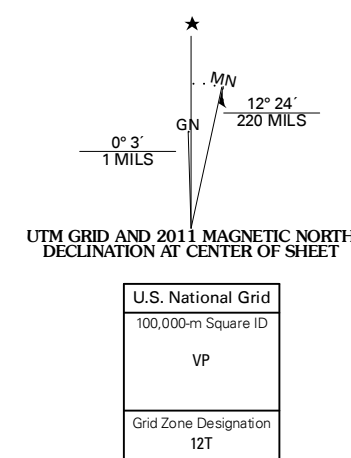 ★
MN
12° 24´
220 MILS
GN
0° 3´
1 MILS
UTM GRID AND 2011 MAGNETIC NORTH
DECLINATION AT CENTER OF SHEET
U.S. National Grid
100,000-m Square ID
VP
Grid Zone Designation
12T